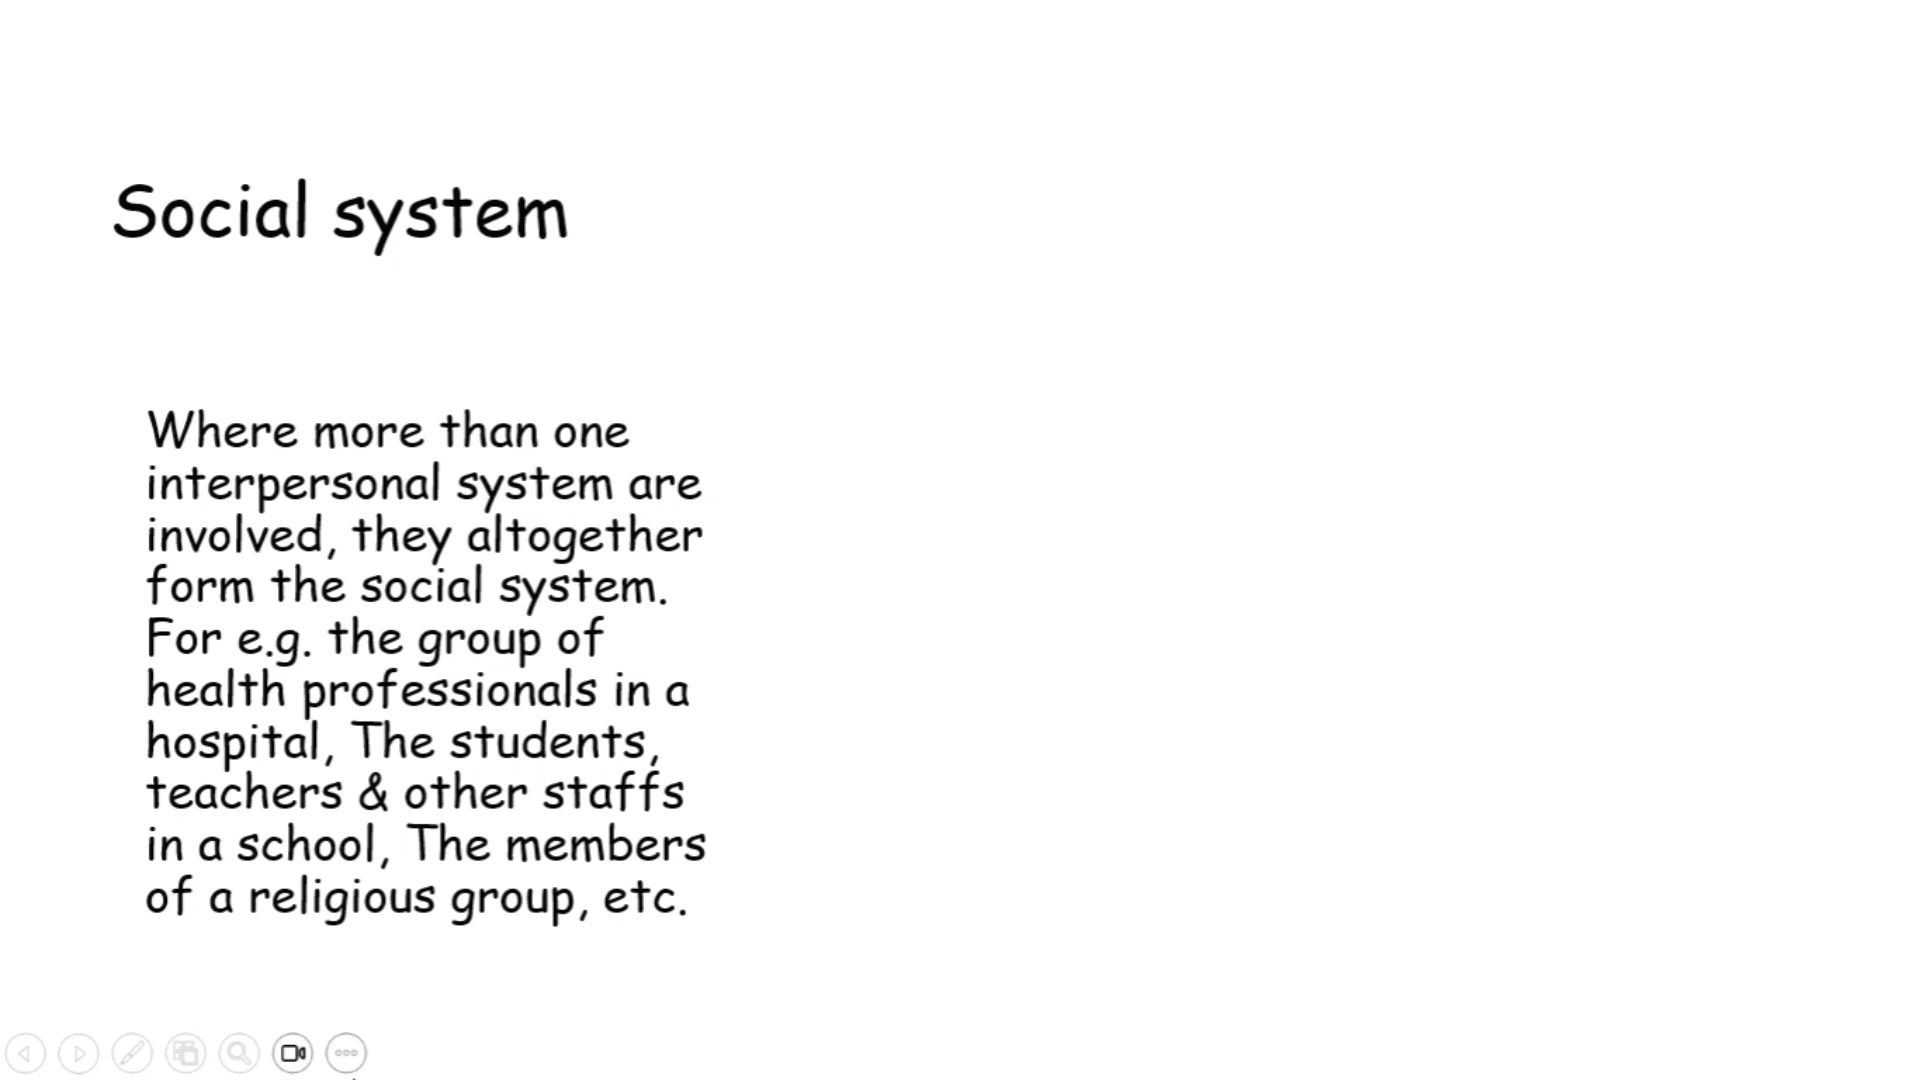 Social system
Where more than one
interpersonal system are
involved, they altogether
form the social system.
For e.g. the group of
health professionals in a
hospital, The students,
teachers & other staffs
in a school, The members
of a religious group, etc.